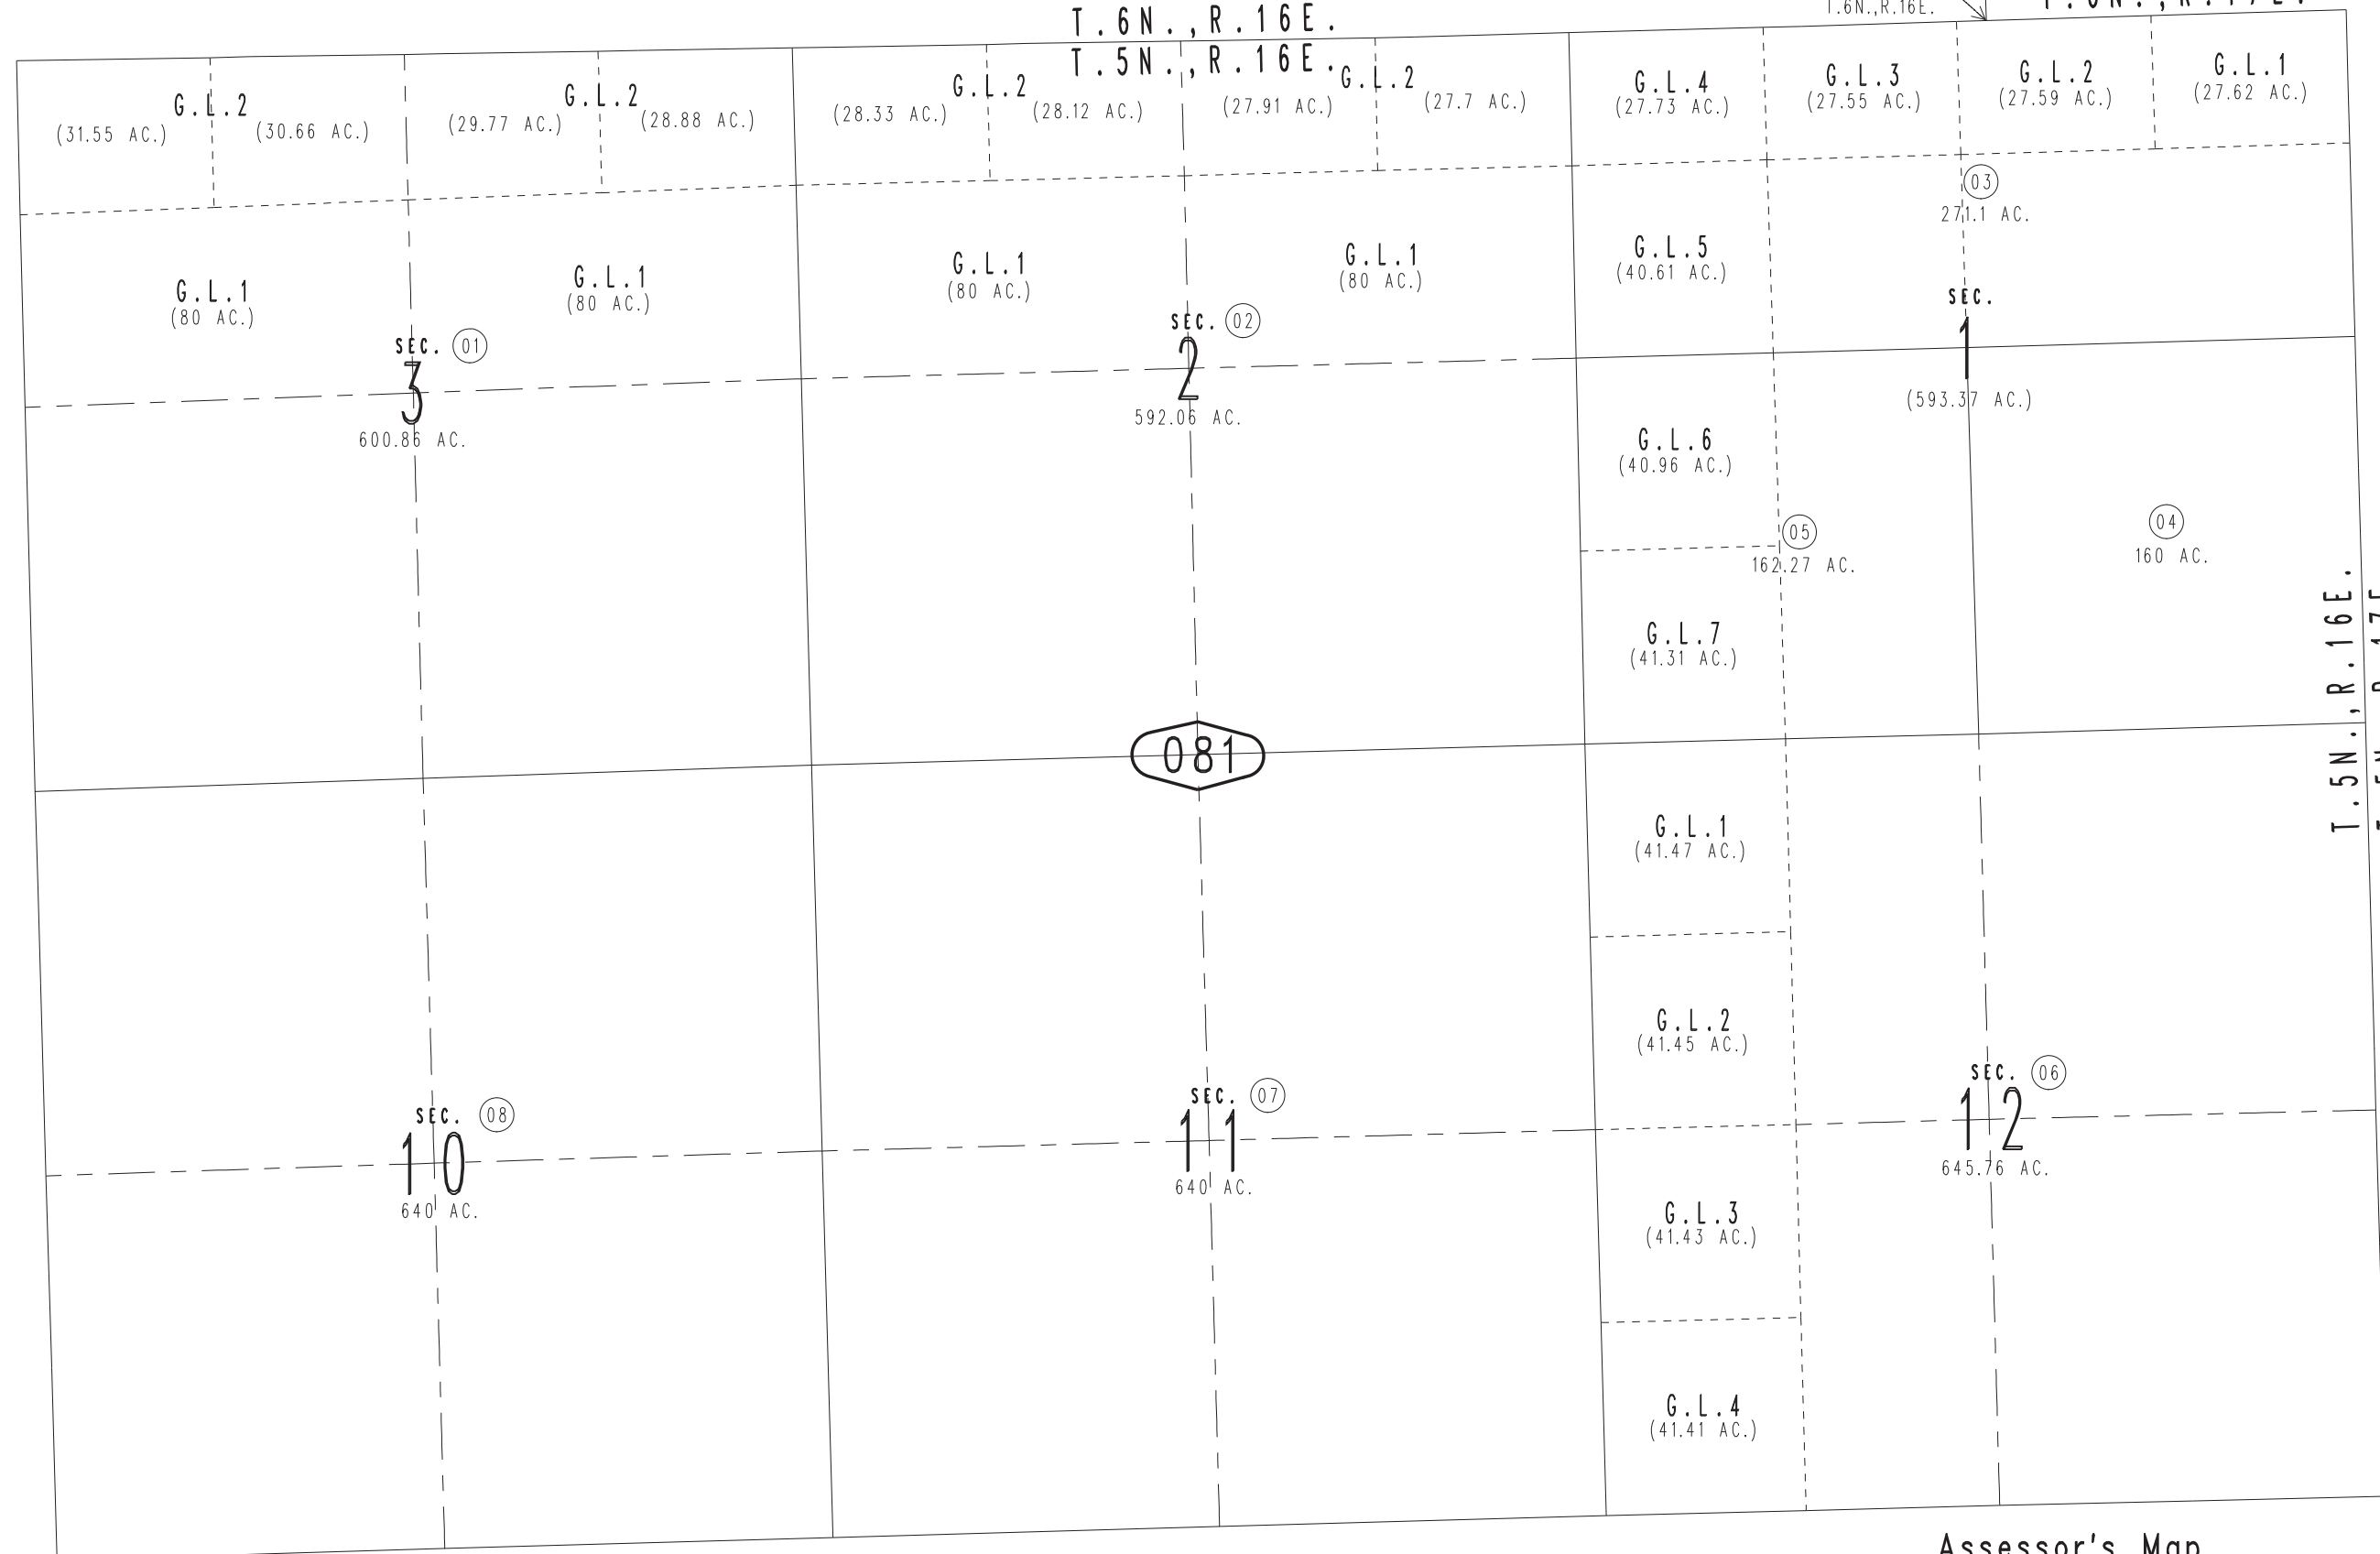 T.6N.,R.16E.
T.6N.,R.16E.
T.5N.,R.16E.
G.L.2
(31.55 AC.) (30.66 AC.)
G.L.2
(29.77 AC.) (28.88 AC.)
G.L.2
(28.33 AC.) (28.12 AC.)
G.L.2
(27.91 AC.) (27.7 AC.)
G.L.4
(27.73 AC.)
G.L.3
(27.55 AC.)
G.L.2
(27.59 AC.)
G.L.1
(27.62 AC.)
03
271.1 AC.
G.L.1
(80 AC.)
G.L.1
(80 AC.)
G.L.1
(80 AC.)
G.L.1
(80 AC.)
G.L.5
(40.61 AC.)
SEC. 01
3
600.86 AC.
SEC. 02
2
592.06 AC.
SEC.
1
(593.37 AC.)
G.L.6
(40.96 AC.)
05
162.27 AC.
04
160 AC.
G.L.7
(41.31 AC.)
T.5N.,R.16E.
081
G.L.1
(41.47 AC.)
G.L.2
(41.45 AC.)
SEC. 08
10
640 AC.
SEC. 07
11
640 AC.
SEC. 06
12
645.76 AC.
G.L.3
(41.43 AC.)
G.L.4
(41.41 AC.)
Assessor's Map